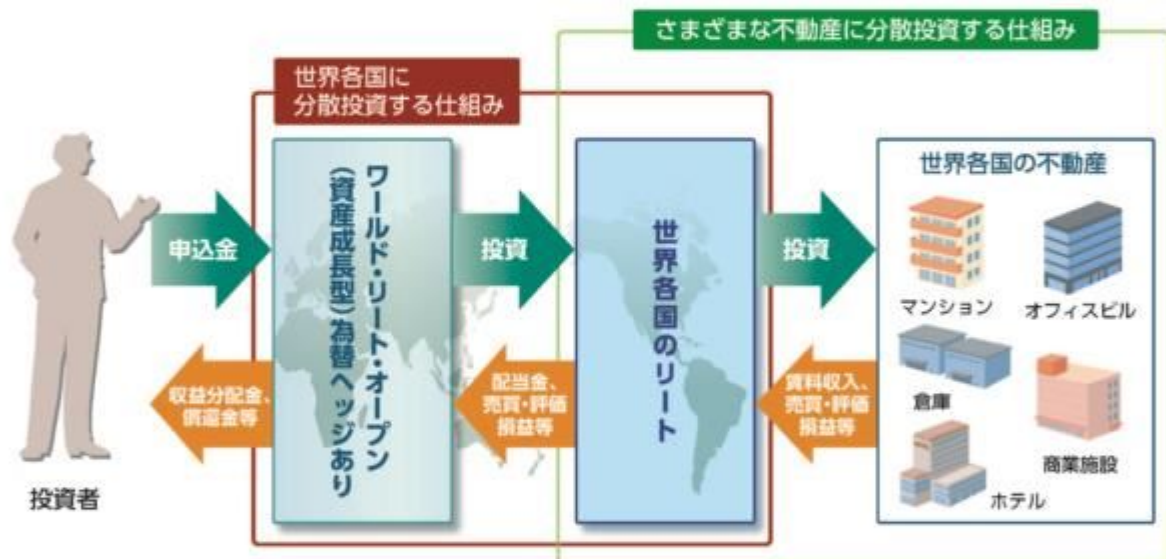 さまざまな不動産に分散投資する仕組み
世界各国に
分散投資する仕組み
投資者
申込金
収益分配金、
償還金等
ワールド・リート・オープン
(資産成長型)為替ヘッジあり
投資
配当金、
売買・評価
損益等
世界各国のリート
投資
賃料収入、
売買・評価
損益等
世界各国の不動産
マンション
オフィスビル
倉庫
商業施設
ホテル